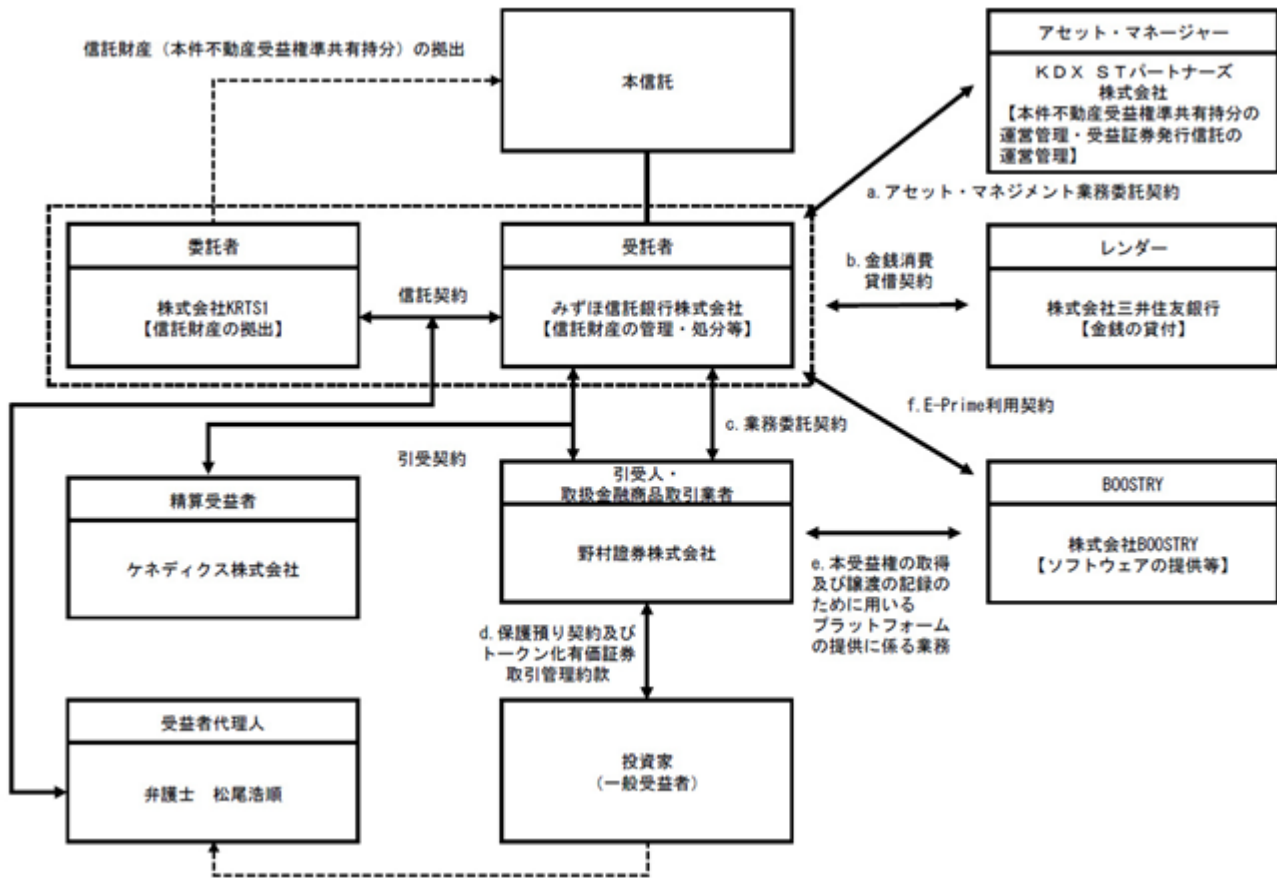 信託財産（本件不動産受益権準共有持分）の拠出
本信託
アセット・マネージャー
ＫＤＸ ＳＴパートナーズ
株式会社
【本件不動産受益権準共有持分の
運営管理・受益証券発行信託の
運営管理】
a.アセット・マネジメント業務委託契約
委託者
株式会社KRTS1
【信託財産の拠出】
信託契約
受託者
みずほ信託銀行株式会社
【信託財産の管理・処分等】
b.金銭消費
貸借契約
レンダー
株式会社三井住友銀行
【金銭の貸付】
f.E-Prime利用契約
c.業務委託契約
引受契約
精算受益者
ケネディクス株式会社
引受人・
取扱金融商品取引業者
野村證券株式会社
BOOSTRY
株式会社BOOSTRY
【ソフトウェアの提供等】
e.本受益権の取得
及び譲渡の記録の
ために用いる
プラットフォーム
の提供に係る業務
d.保護預り契約及び
トークン化有価証券
取引管理約款
受益者代理人
弁護士　松尾浩順
投資家
（一般受益者）